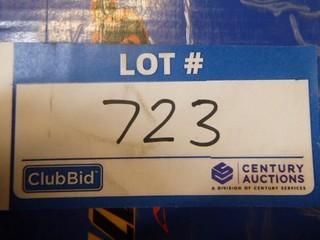 LOT #
723
ClubBid
CENTURY
AUCTIONS
A DIVISION OF CENTURY SERVICES